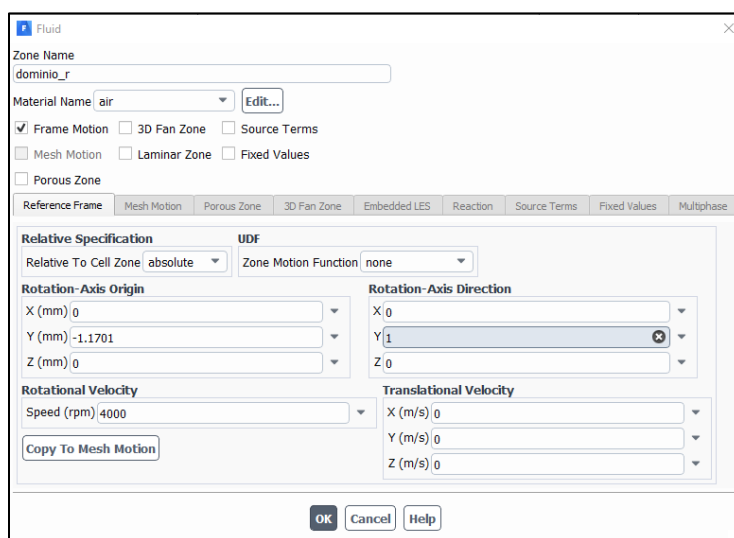 Fluid
Zone Name
dominio_r
Material Name air Edit...
Frame Motion 3D Fan Zone Source Terms
Mesh Motion Laminar Zone Fixed Values
Porous Zone
Reference Frame Mesh Motion Porous Zone 3D Fan Zone Embedded LES Reaction Source Terms Fixed Values Multiphase
Relative Specification UDF
Relative To Cell Zone absolute Zone Motion Function none
Rotation-Axis Origin Rotation-Axis Direction
X (mm) 0 X 0
Y (mm) -1.1701 Y 1
Z (mm) 0 Z 0
Rotational Velocity Translational Velocity
Speed (rpm) 4000 X (m/s) 0
Copy To Mesh Motion Y (m/s) 0
Z (m/s) 0
OK Cancel Help